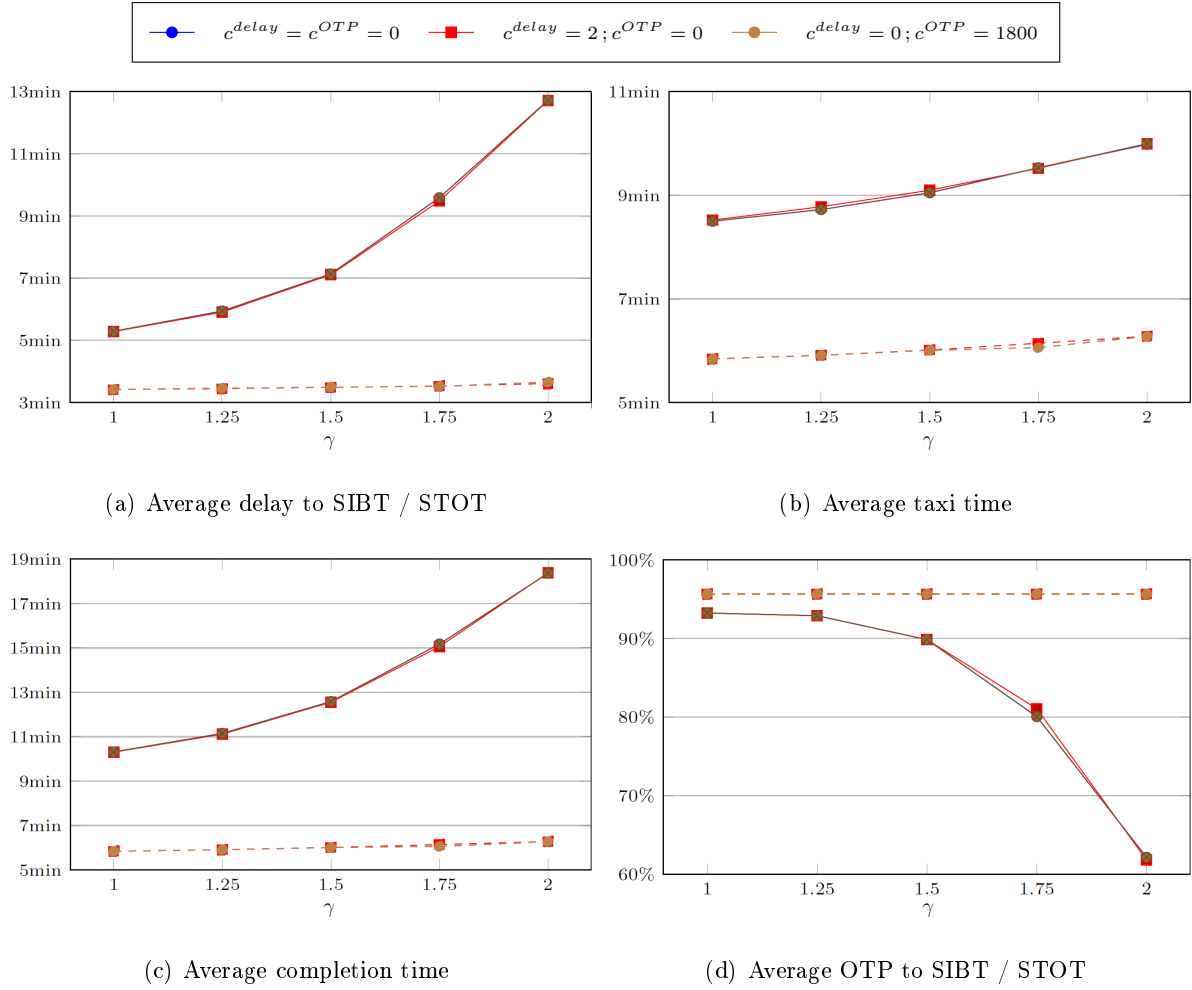 c^{delay} = c^{OTP} = 0   c^{delay} = 2 ; c^{OTP} = 0   c^{delay} = 0 ; c^{OTP} = 1800
13min
11min
9min
7min
5min
3min
1 1.25 1.5 1.75 2
γ
(a) Average delay to SIBT / STOT
11min
9min
7min
5min
1 1.25 1.5 1.75 2
γ
(b) Average taxi time
19min
17min
15min
13min
11min
9min
7min
5min
1 1.25 1.5 1.75 2
γ
(c) Average completion time
100%
90%
80%
70%
60%
1 1.25 1.5 1.75 2
γ
(d) Average OTP to SIBT / STOT